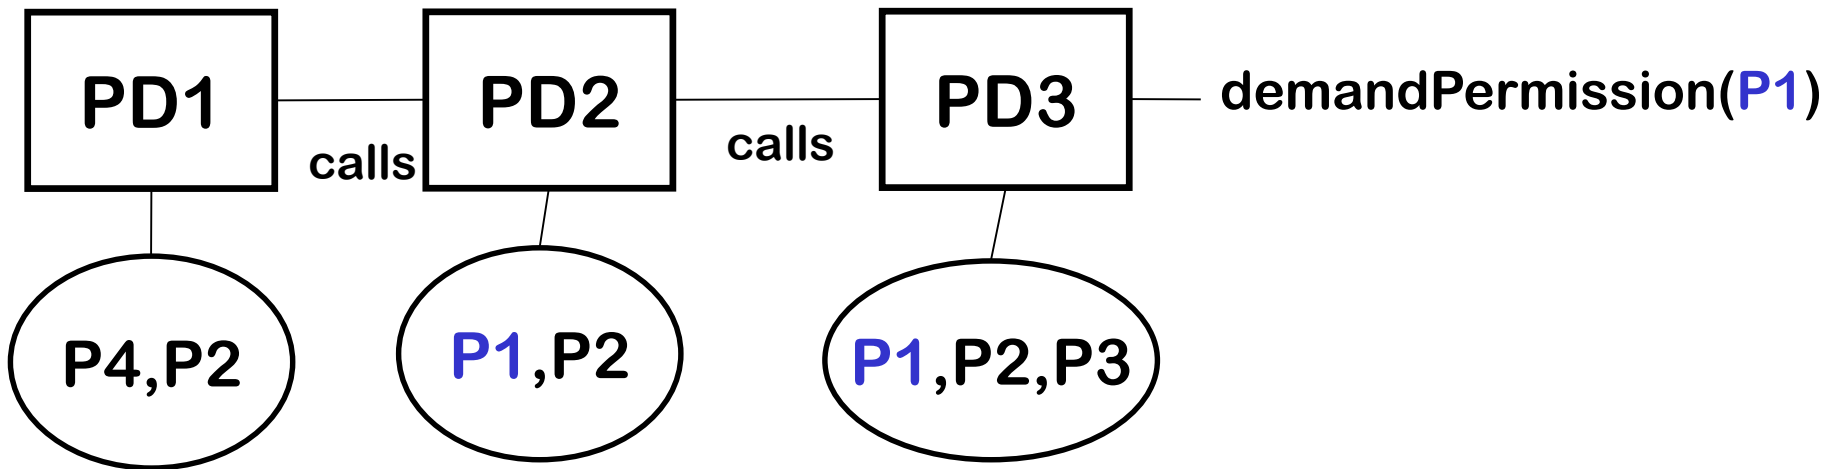 PD1
calls
PD2
calls
PD3
demandPermission(P1)
P4,P2
P1,P2
P1,P2,P3